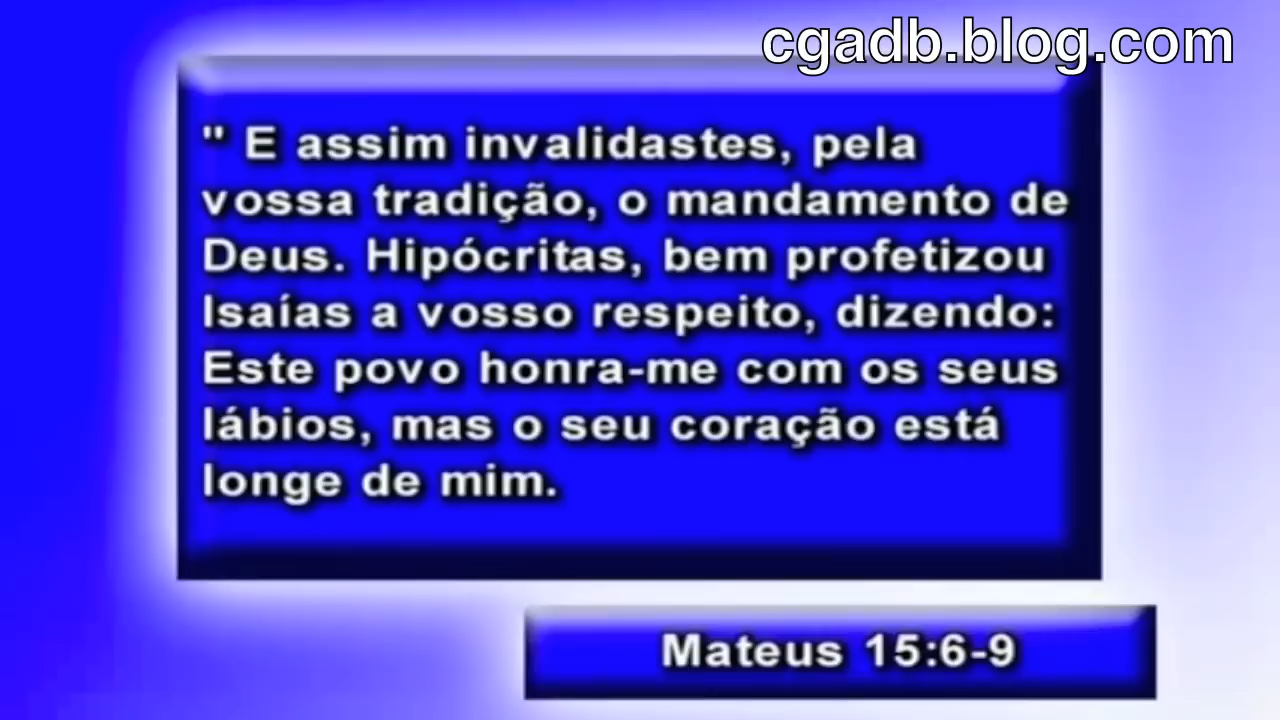 cgadb.blog.com
" E assim invalidastes, pela
vossa tradição, o mandamento de
Deus. Hipócritas, bem profetizou
Isaías a vosso respeito, dizendo:
Este povo honra-me com os seus
lábios, mas o seu coração está
longe de mim.
Mateus 15:6-9